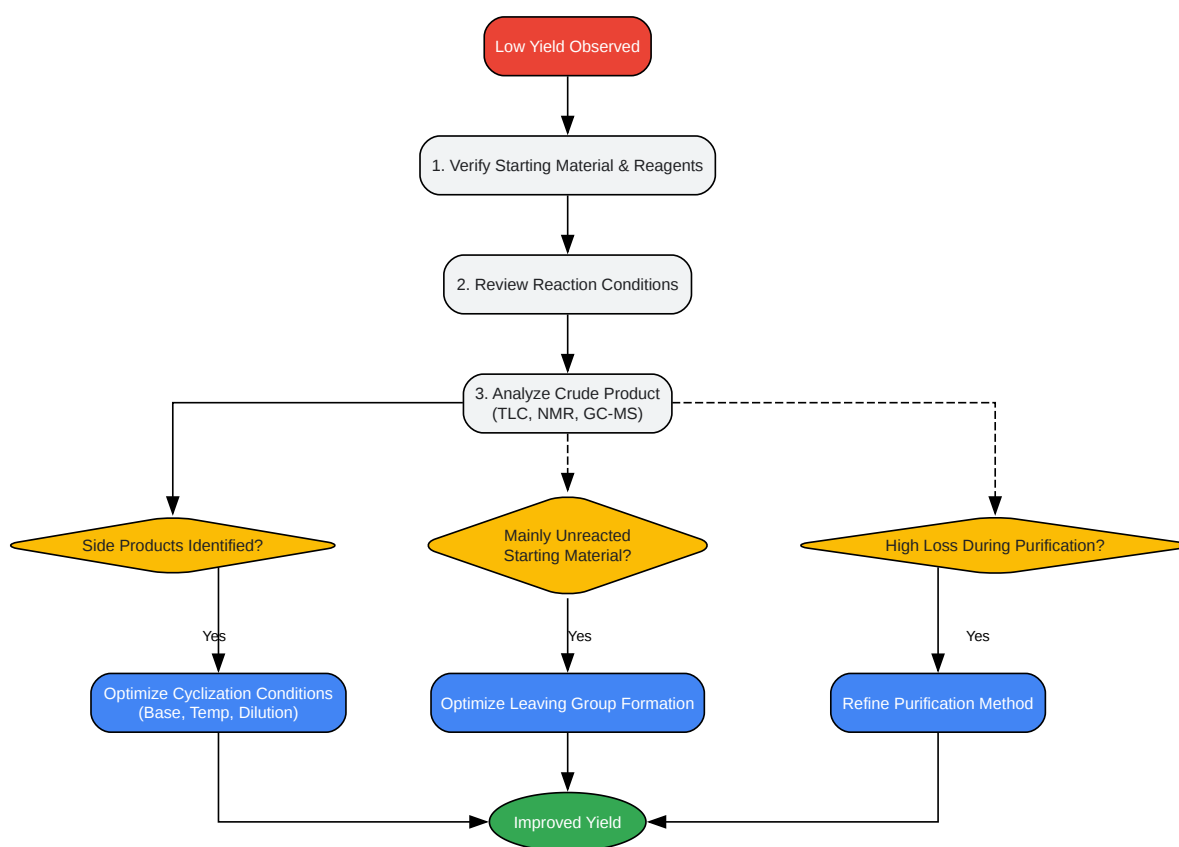 Low Yield Observed
1. Verify Starting Material & Reagents
2. Review Reaction Conditions
3. Analyze Crude Product
(TLC, NMR, GC-MS)
Side Products Identified?
Mainly Unreacted
Starting Material?
High Loss During Purification?
Yes
Yes
Yes
Optimize Cyclization Conditions
(Base, Temp, Dilution)
Optimize Leaving Group Formation
Refine Purification Method
Improved Yield